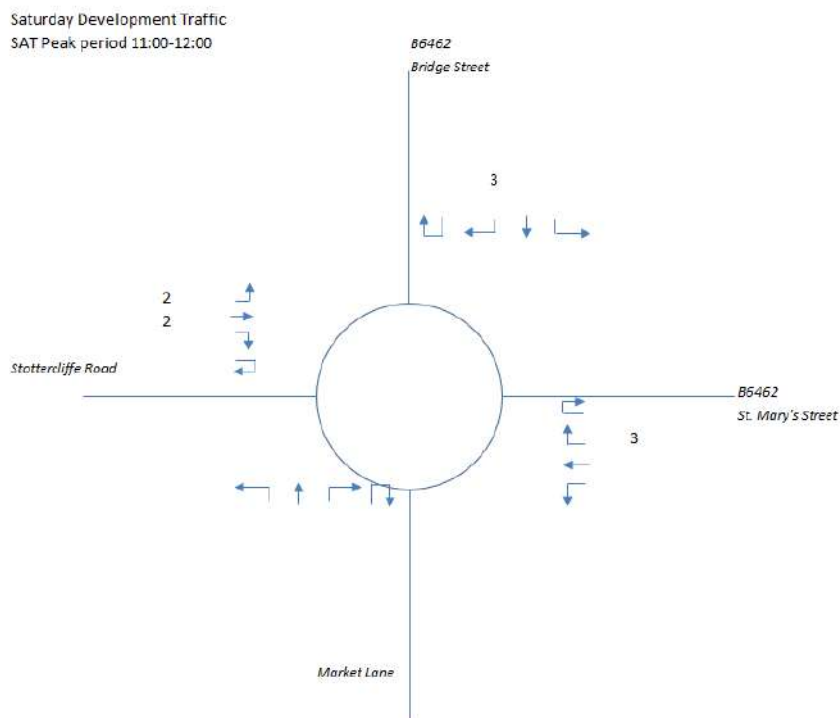 Saturday Development Traffic
SAT Peak period 11:00-12:00
B6462
Bridge Street
3
2
2
Stottercliffe Road
B6462
St. Mary's Street
3
Market Lane